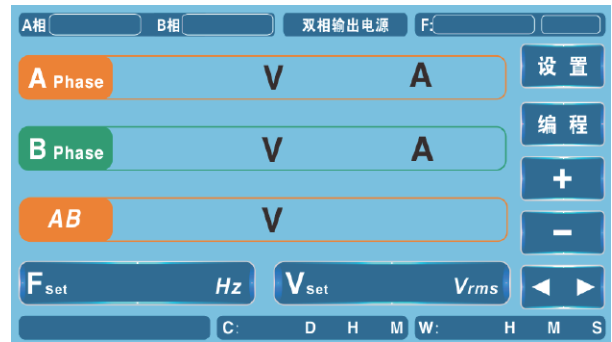 A相 B相 双相输出电源 F:
A Phase V A 设 置
B Phase V A 编 程
+
AB V −
Fset Hz Vset Vrms ◀ ▶
C: D H M W: H M S